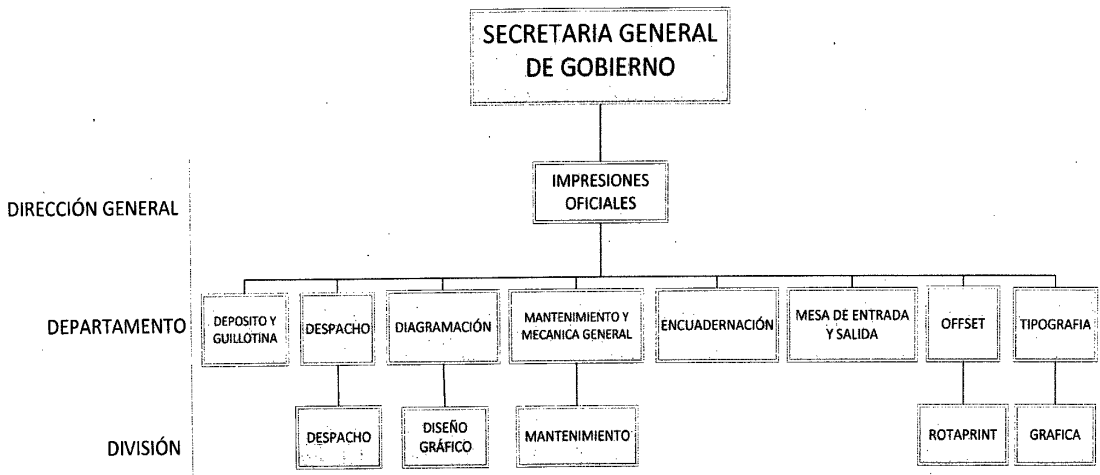 SECRETARIA GENERAL
DE GOBIERNO
DIRECCIÓN GENERAL
IMPRESIONES
OFICIALES
DEPARTAMENTO
DEPOSITO Y
GUILLOTINA
DESPACHO
DIAGRAMACIÓN
MANTENIMIENTO Y
MECANICA GENERAL
ENCUADERNACIÓN
MESA DE ENTRADA
Y SALIDA
OFFSET
TIPOGRAFIA
DIVISIÓN
DESPACHO
DISEÑO
GRÁFICO
MANTENIMIENTO
ROTAPRINT
GRAFICA